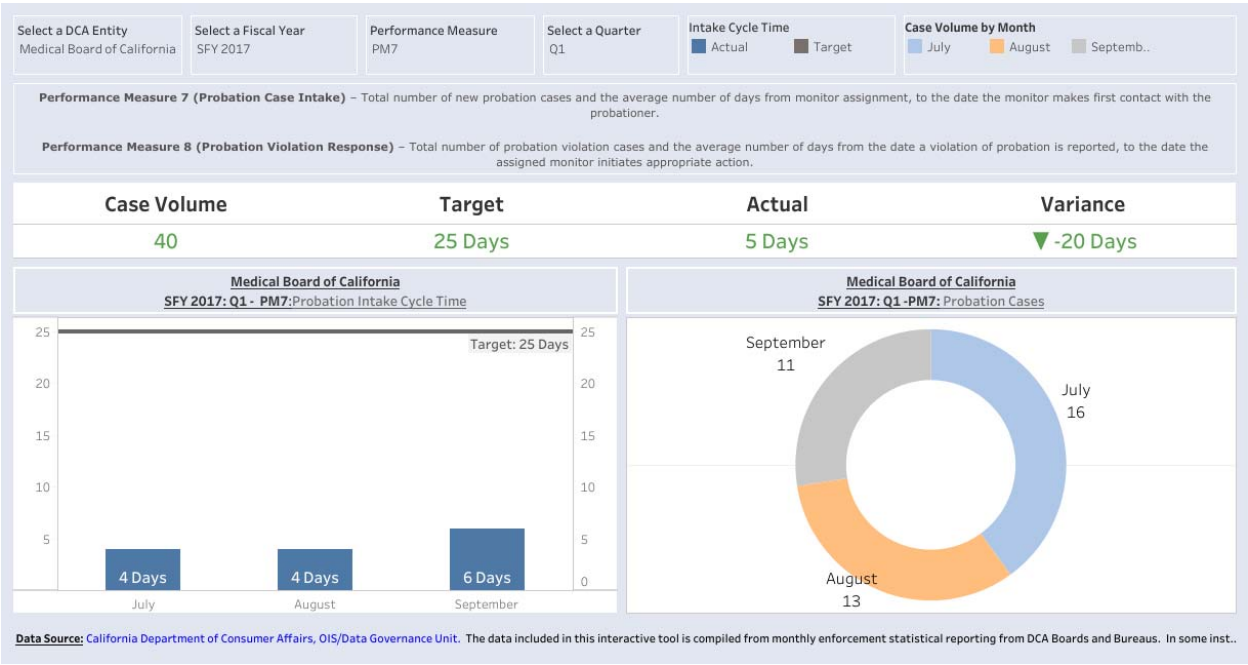 Select a DCA Entity
Medical Board of California
Select a Fiscal Year
SFY 2017
Performance Measure
PM7
Select a Quarter
Q1
Intake Cycle Time
Actual
Target
Case Volume by Month
July
August
Septemb..
Performance Measure 7 (Probation Case Intake) – Total number of new probation cases and the average number of days from monitor assignment, to the date the monitor makes first contact with the
probationer.
Performance Measure 8 (Probation Violation Response) – Total number of probation violation cases and the average number of days from the date a violation of probation is reported, to the date the
assigned monitor initiates appropriate action.
Case Volume
Target
Actual
Variance
40
25 Days
5 Days
▼ -20 Days
Medical Board of California
SFY 2017: Q1 - PM7:Probation Intake Cycle Time
25
20
15
10
5
Target: 25 Days
25
20
15
10
5
0
4 Days
4 Days
6 Days
July
August
September
Medical Board of California
SFY 2017: Q1 -PM7: Probation Cases
September
11
July
16
August
13
Data Source: California Department of Consumer Affairs, OIS/Data Governance Unit. The data included in this interactive tool is compiled from monthly enforcement statistical reporting from DCA Boards and Bureaus. In some inst..